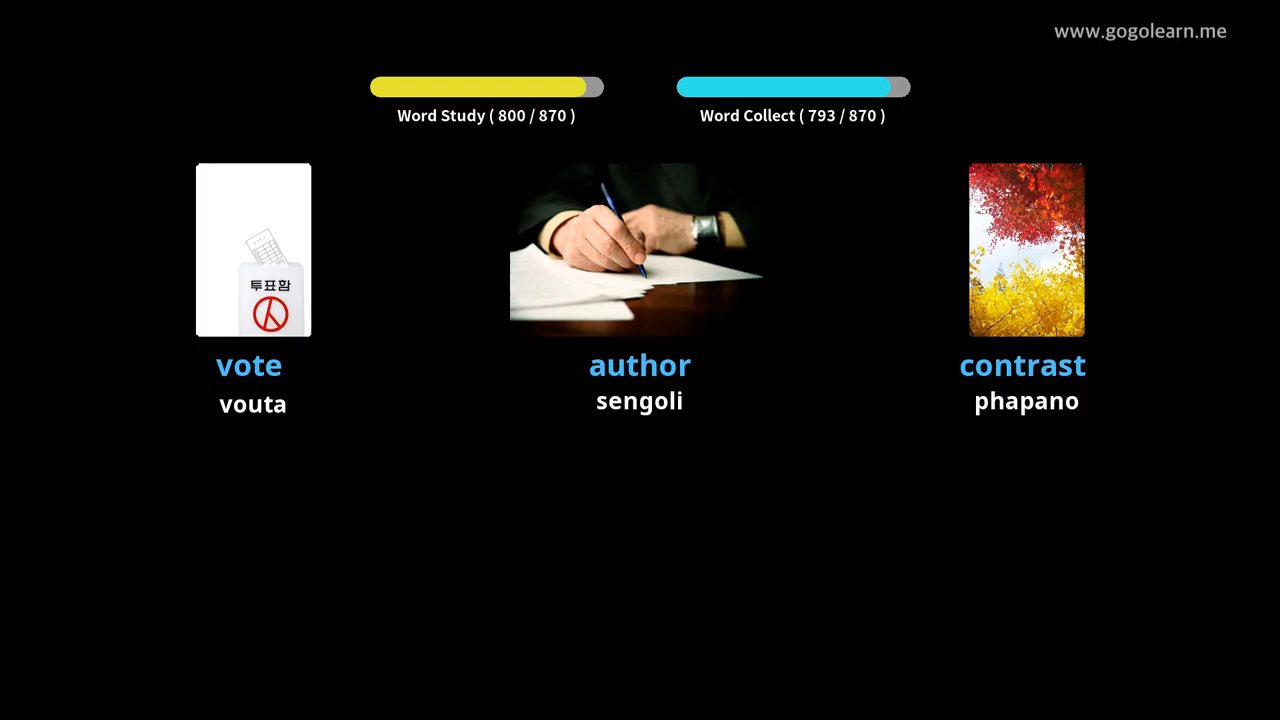 www.gogolearn.me
Word Study ( 800 / 870 )
Word Collect ( 793 / 870 )
투표함
vote
author
contrast
vouta
sengoli
phapano